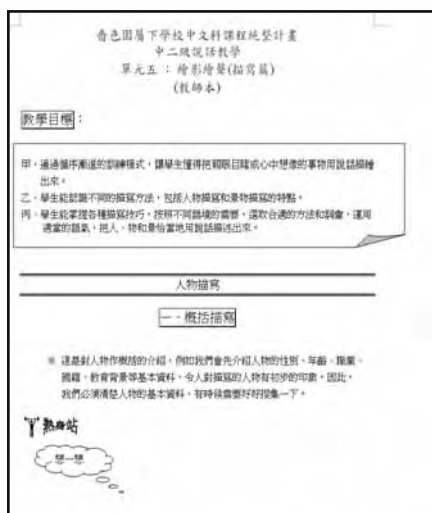 嗇色園屬下學校中文科課程統整計畫
中二級說話教學
單元五：繪形繪聲(描寫篇)
(教師本)
教學目標：
甲．通過循序漸進的訓練模式，讓學生懂得把親眼目睹或心中想像的事物用說話描繪
出來。
乙．學生能認識不同的描寫方法，包括人物描寫和景物描寫的特點。
丙．學生能掌握各種描寫技巧，按照不同語境的需要，選取合適的方法和詞彙，運用
適當的語氣，把人、物和景恰當地用說話描述出來。
人物描寫
一．概括描寫
※ 這是對人物作概括的介紹，例如我們會先介紹人物的性別、年齡、職業、
國籍、教育背景等基本資料，令人對描寫的人物有初步的印象。因此，
我們必須清楚人物的基本資料，有時候需要好好搜集一下。
熱身站
想一想